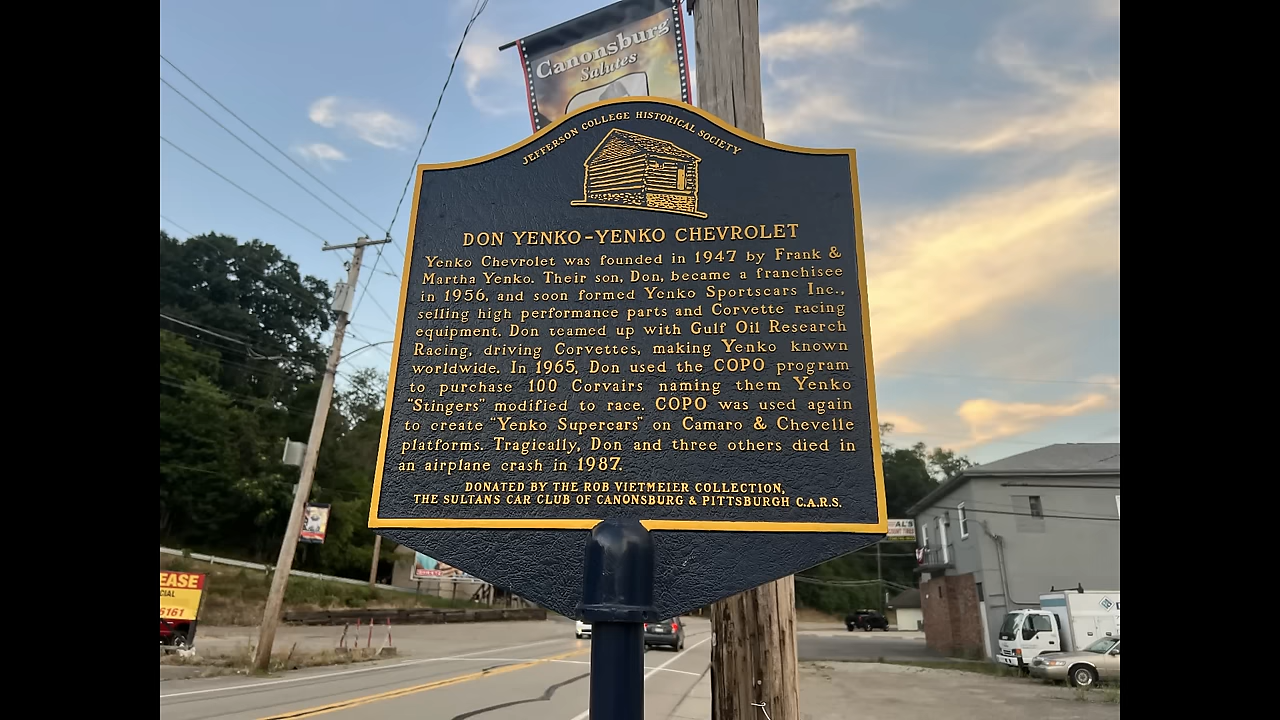 Canonsburg
Salutes
JEFFERSON COLLEGE HISTORICAL SOCIETY
DON YENKO-YENKO CHEVROLET
Yenko Chevrolet was founded in 1947 by Frank &
Martha Yenko. Their son, Don, became a franchisee
in 1956, and soon formed Yenko Sportscars Inc.,
selling high performance parts and Corvette racing
equipment. Don teamed up with Gulf Oil Research
Racing, driving Corvettes, making Yenko known
worldwide. In 1965, Don used the COPO program
to purchase 100 Corvairs naming them Yenko
"Stingers" modified to race. COPO was used again
to create "Yenko Supercars" on Camaro & Chevelle
platforms. Tragically, Don and three others died in
an airplane crash in 1987.
DONATED BY THE ROB VIETMEIER COLLECTION,
THE SULTANS CAR CLUB OF CANONSBURG & PITTSBURGH C.A.R.S.
EASE
CIAL
6161